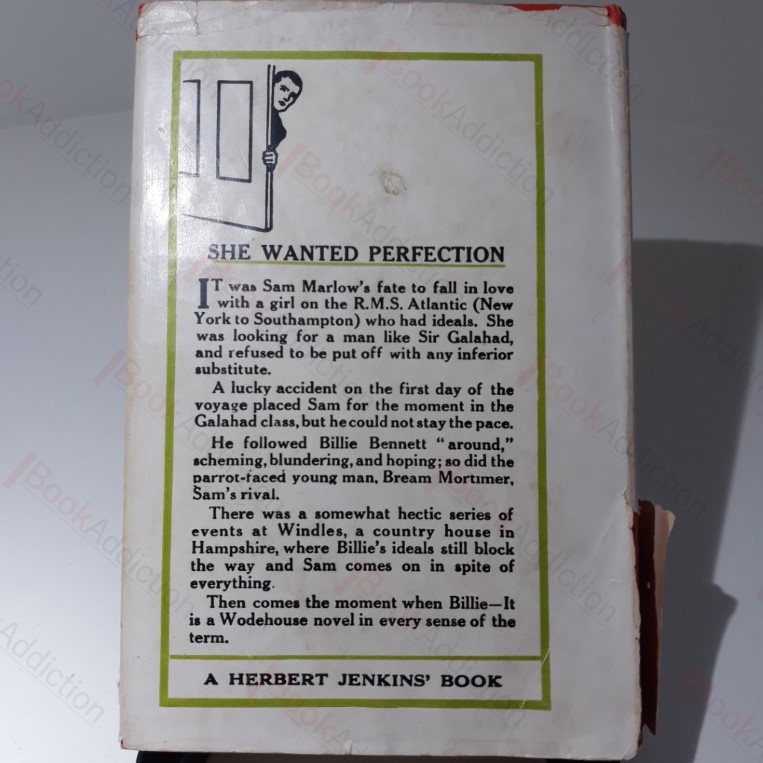 SHE WANTED PERFECTION
IT was Sam Marlow's fate to fall in love
with a girl on the R.M.S. Atlantic (New
York to Southampton) who had ideals. She
was looking for a man like Sir Galahad,
and refused to be put off with any inferior
substitute.
A lucky accident on the first day of the
voyage placed Sam for the moment in the
Galahad class, but he could not stay the pace.
He followed Billie Bennett "around,"
scheming, blundering, and hoping; so did the
parrot-faced young man, Bream Mortimer,
Sam's rival.
There was a somewhat hectic series of
events at Windles, a country house in
Hampshire, where Billie's ideals still block
the way and Sam comes on in spite of
everything.
Then comes the moment when Billie—It
is a Wodehouse novel in every sense of the
term.
A HERBERT JENKINS' BOOK
BookAddiction